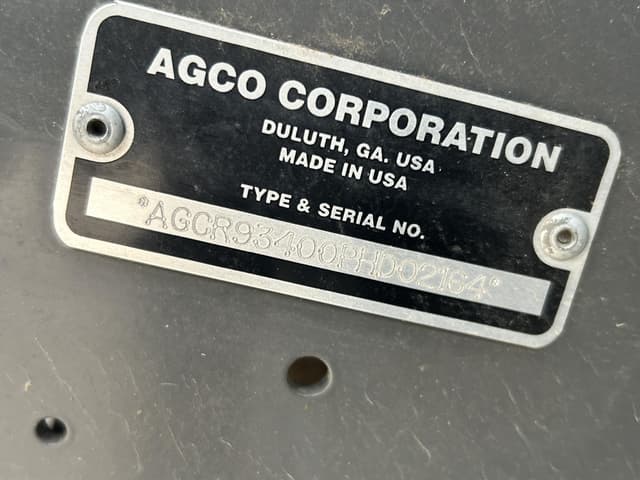 AGCO CORPORATION
DULUTH, GA. USA
MADE IN USA
TYPE & SERIAL NO.
*AGCR93400PHD02164*